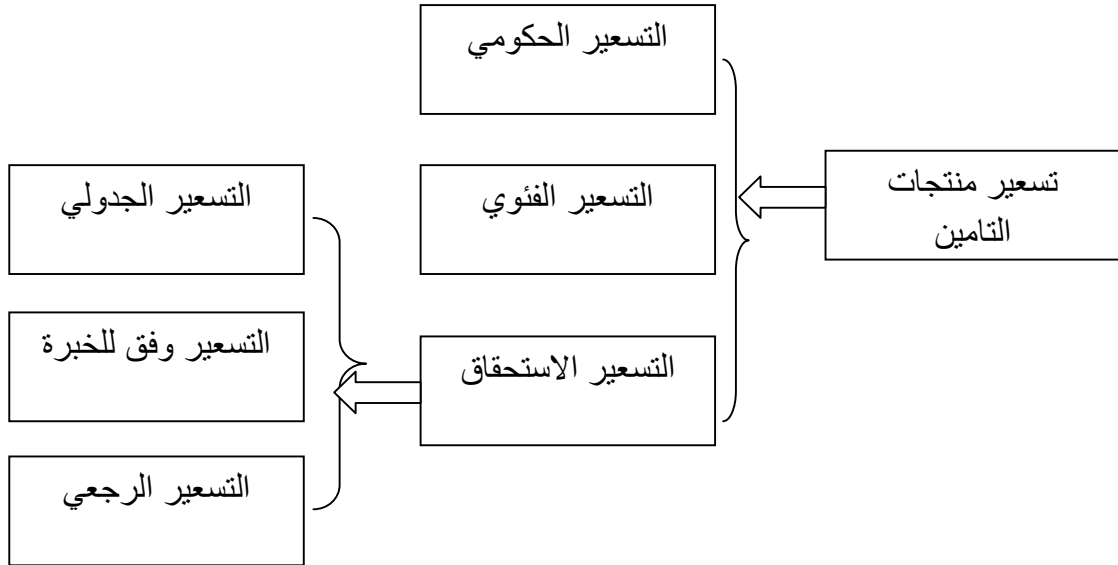 تسعير منتجات
التامين
التسعير الحكومي
التسعير الفئوي
التسعير الاستحقاق
التسعير الجدولي
التسعير وفق للخبرة
التسعير الرجعي